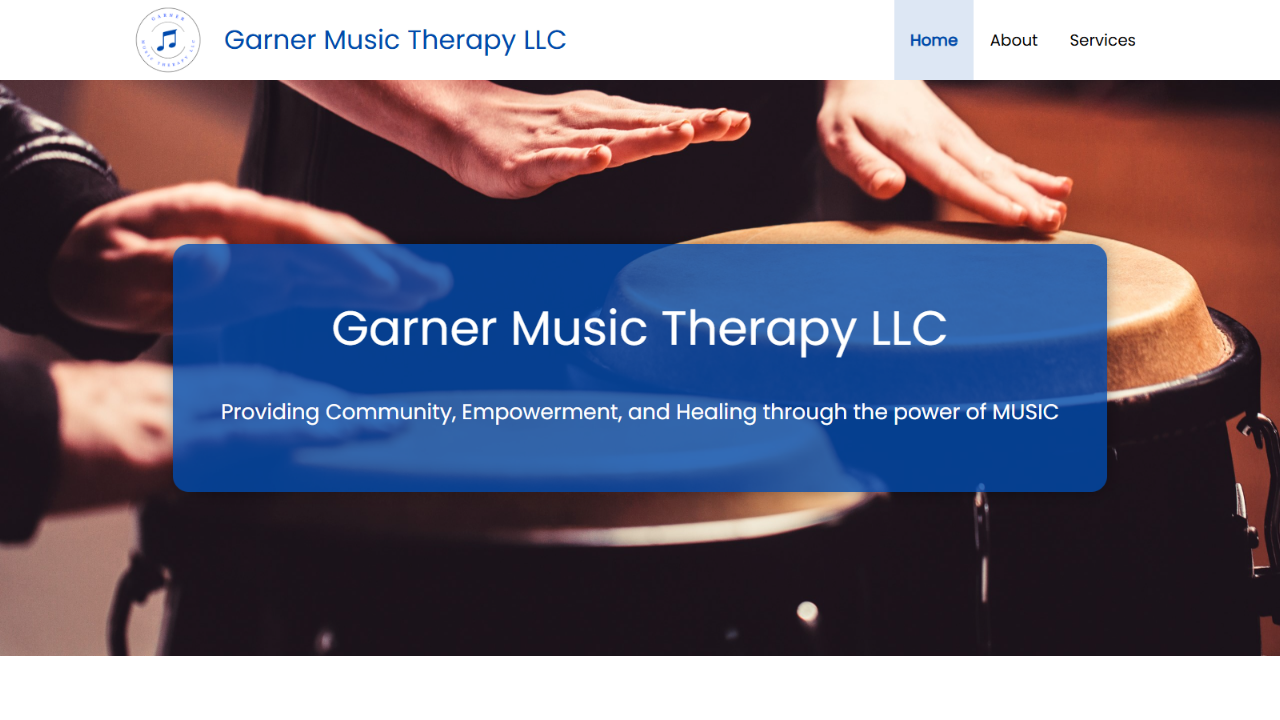 GARNER
MUSIC THERAPY LLC
Garner Music Therapy LLC
Home
About
Services
Garner Music Therapy LLC
Providing Community, Empowerment, and Healing through the power of MUSIC